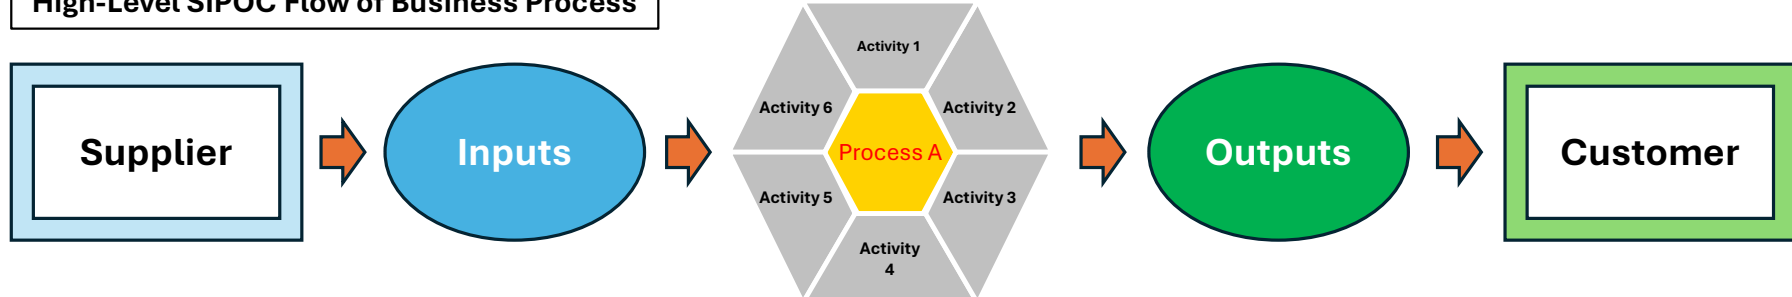 High-Level SIPOC Flow of Business Process
Supplier
Inputs
Activity 1
Activity 2
Activity 3
Activity
4
Activity 5
Activity 6
Process A
Outputs
Customer